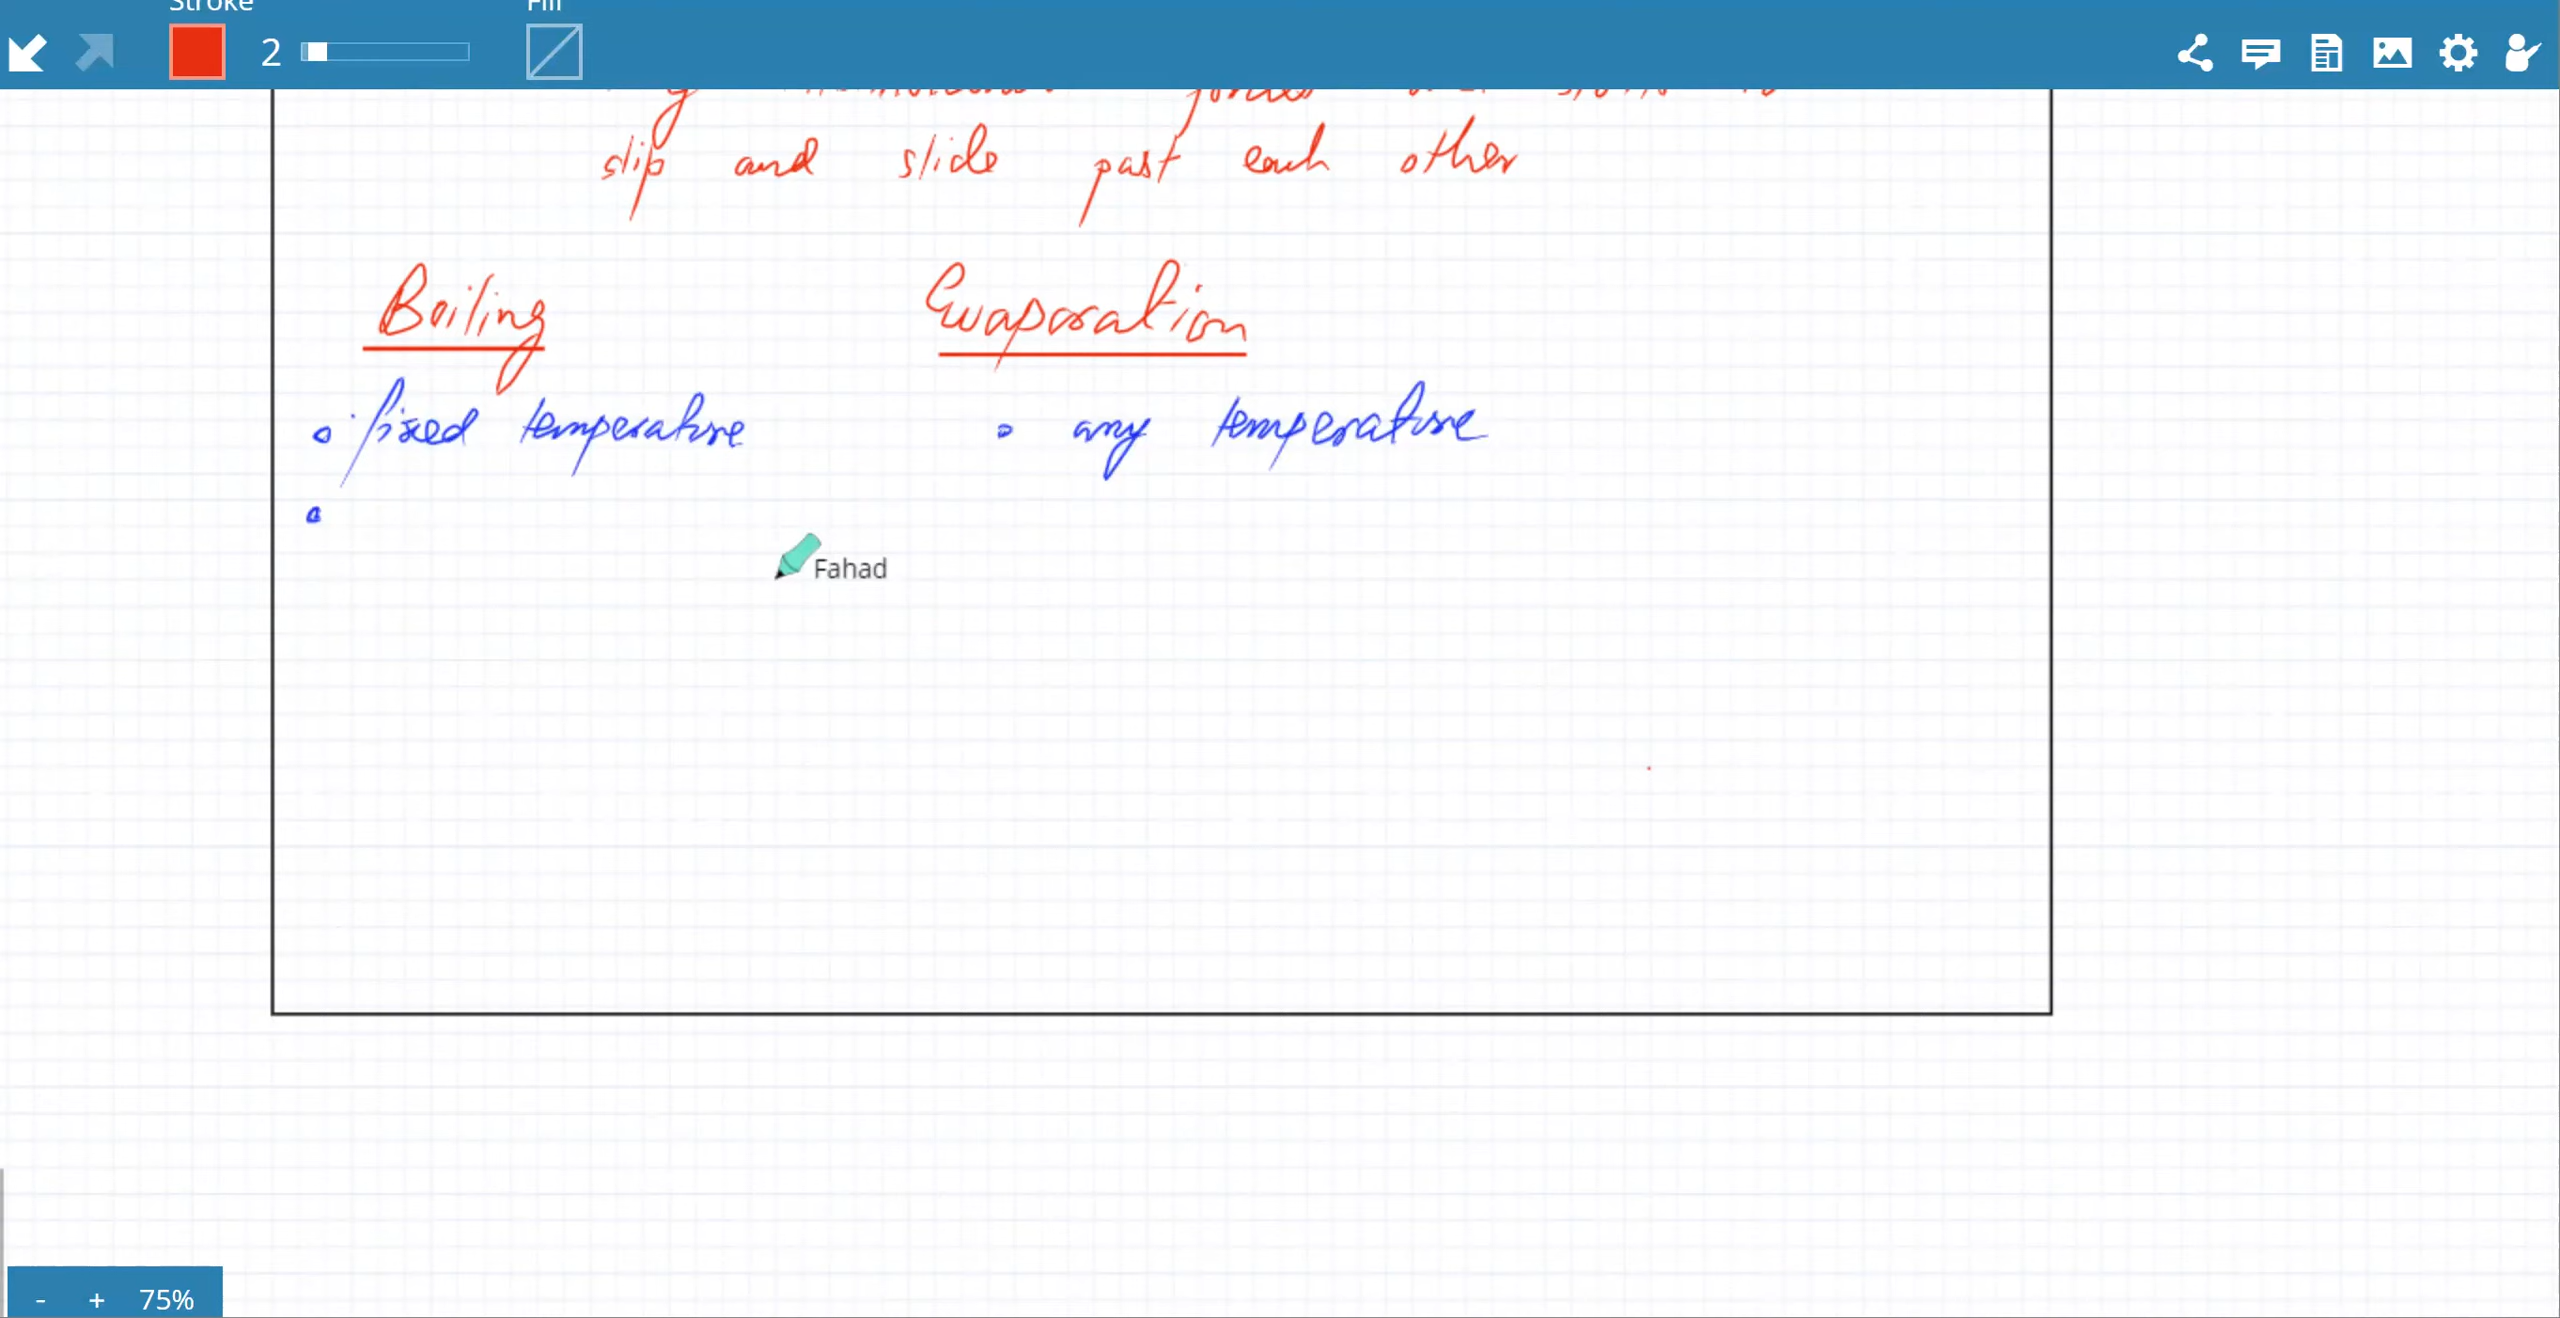 Stroke
Fill
2
slip and slide past each other
Boiling Evaporation
fixed temperature any temperature
Fahad
- + 75%